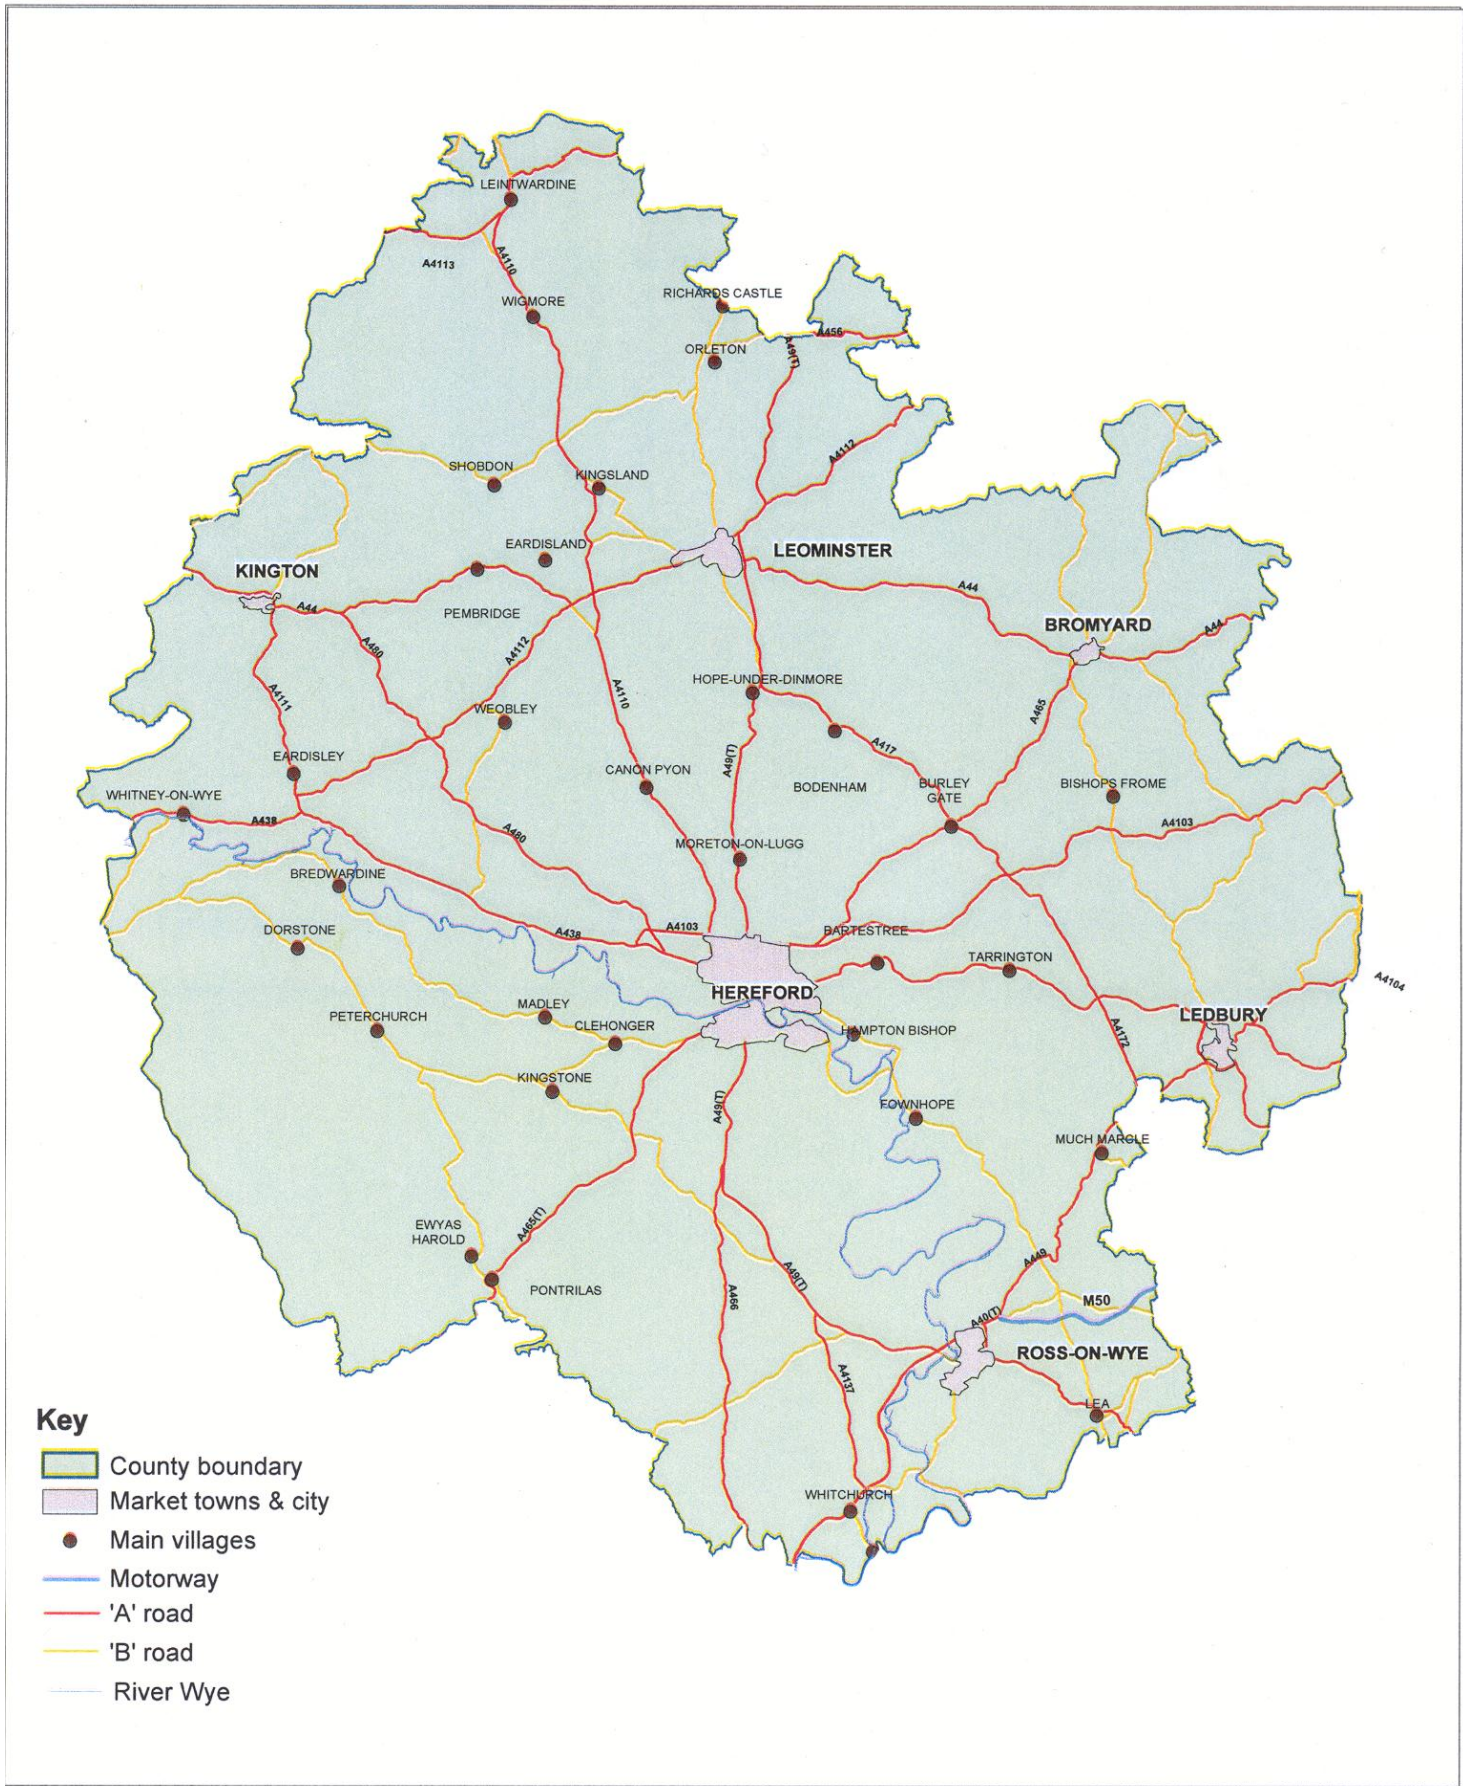 LEINTWARDINE
A4113
A4110
WIGMORE
RICHARDS CASTLE
A456
ORLETON
A49(T)
A4112
SHOBDON
KINGSLAND
EARDISLAND
LEOMINSTER
KINGTON
A44
A44
PEMBRIDGE
BROMYARD
A44
A480
A4112
A4111
A4110
HOPE-UNDER-DINMORE
WEOBLEY
A465
A49(T)
A417
EARDISLEY
CANON PYON
BODENHAM
BURLEY
GATE
BISHOPS FROME
WHITNEY-ON-WYE
A438
A480
A4103
MORETON-ON-LUGG
BREDWARDINE
DORSTONE
A438
A4103
BARTESTREE
TARRINGTON
A4104
HEREFORD
MADLEY
PETERCHURCH
CLEHONGER
HAMPTON BISHOP
LEDBURY
A4172
KINGSTONE
A49(T)
FOWNHOPE
MUCH MARCLE
EWYAS
HAROLD
A465(T)
PONTRILAS
A49(T)
A466
A449
M50
A40(T)
ROSS-ON-WYE
A4137
LEA
WHITCHURCH
Key
County boundary
Market towns & city
Main villages
Motorway
'A' road
'B' road
River Wye